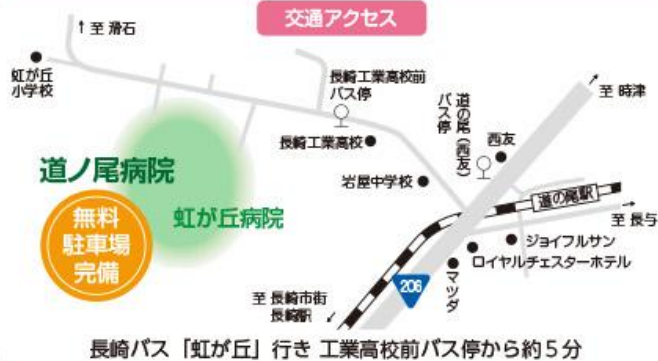 交通アクセス
↑至 滑石
虹が丘
小学校
長崎工業高校前
バス停
道の尾(西友)
バス停
至 時津
西友
長崎工業高校
道ノ尾病院
岩屋中学校
無料
駐車場
完備
虹が丘病院
道の尾駅
至 長与
ジョイフルサン
ロイヤルチェスターホテル
マツダ
206
至 長崎市街
長崎駅
長崎バス「虹が丘」行き 工業高校前バス停から約5分